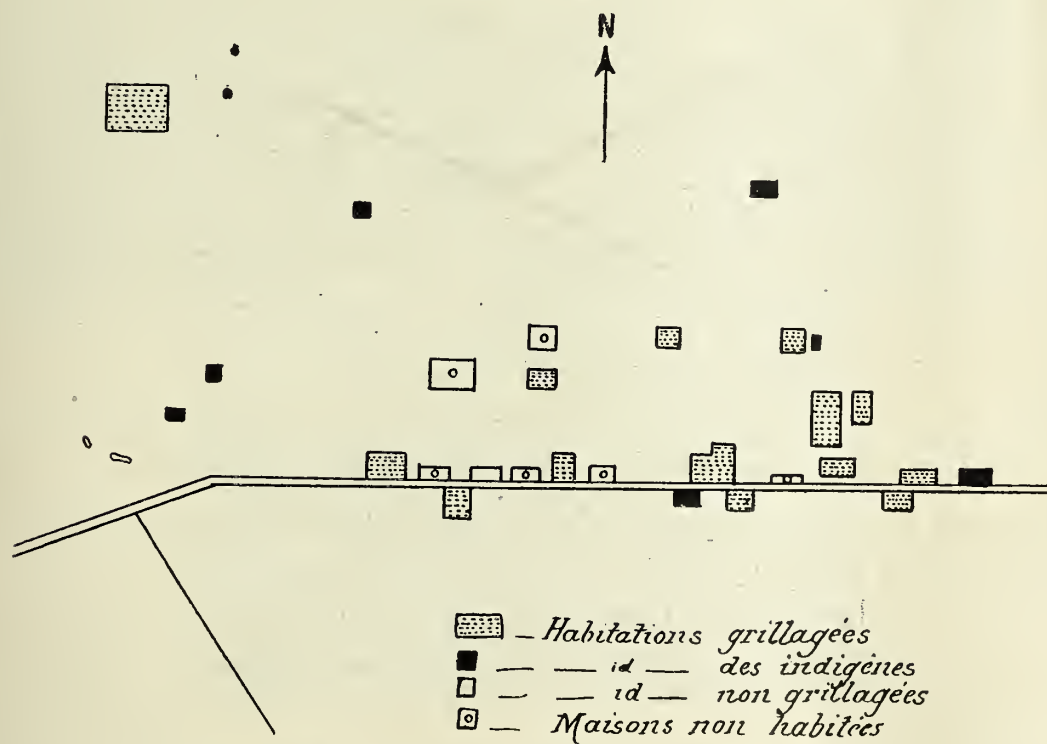 N
_ Habitations grillagées
_ _ id _ des indigènes
_ _ id _ non grillagées
_ Maisons non habitées